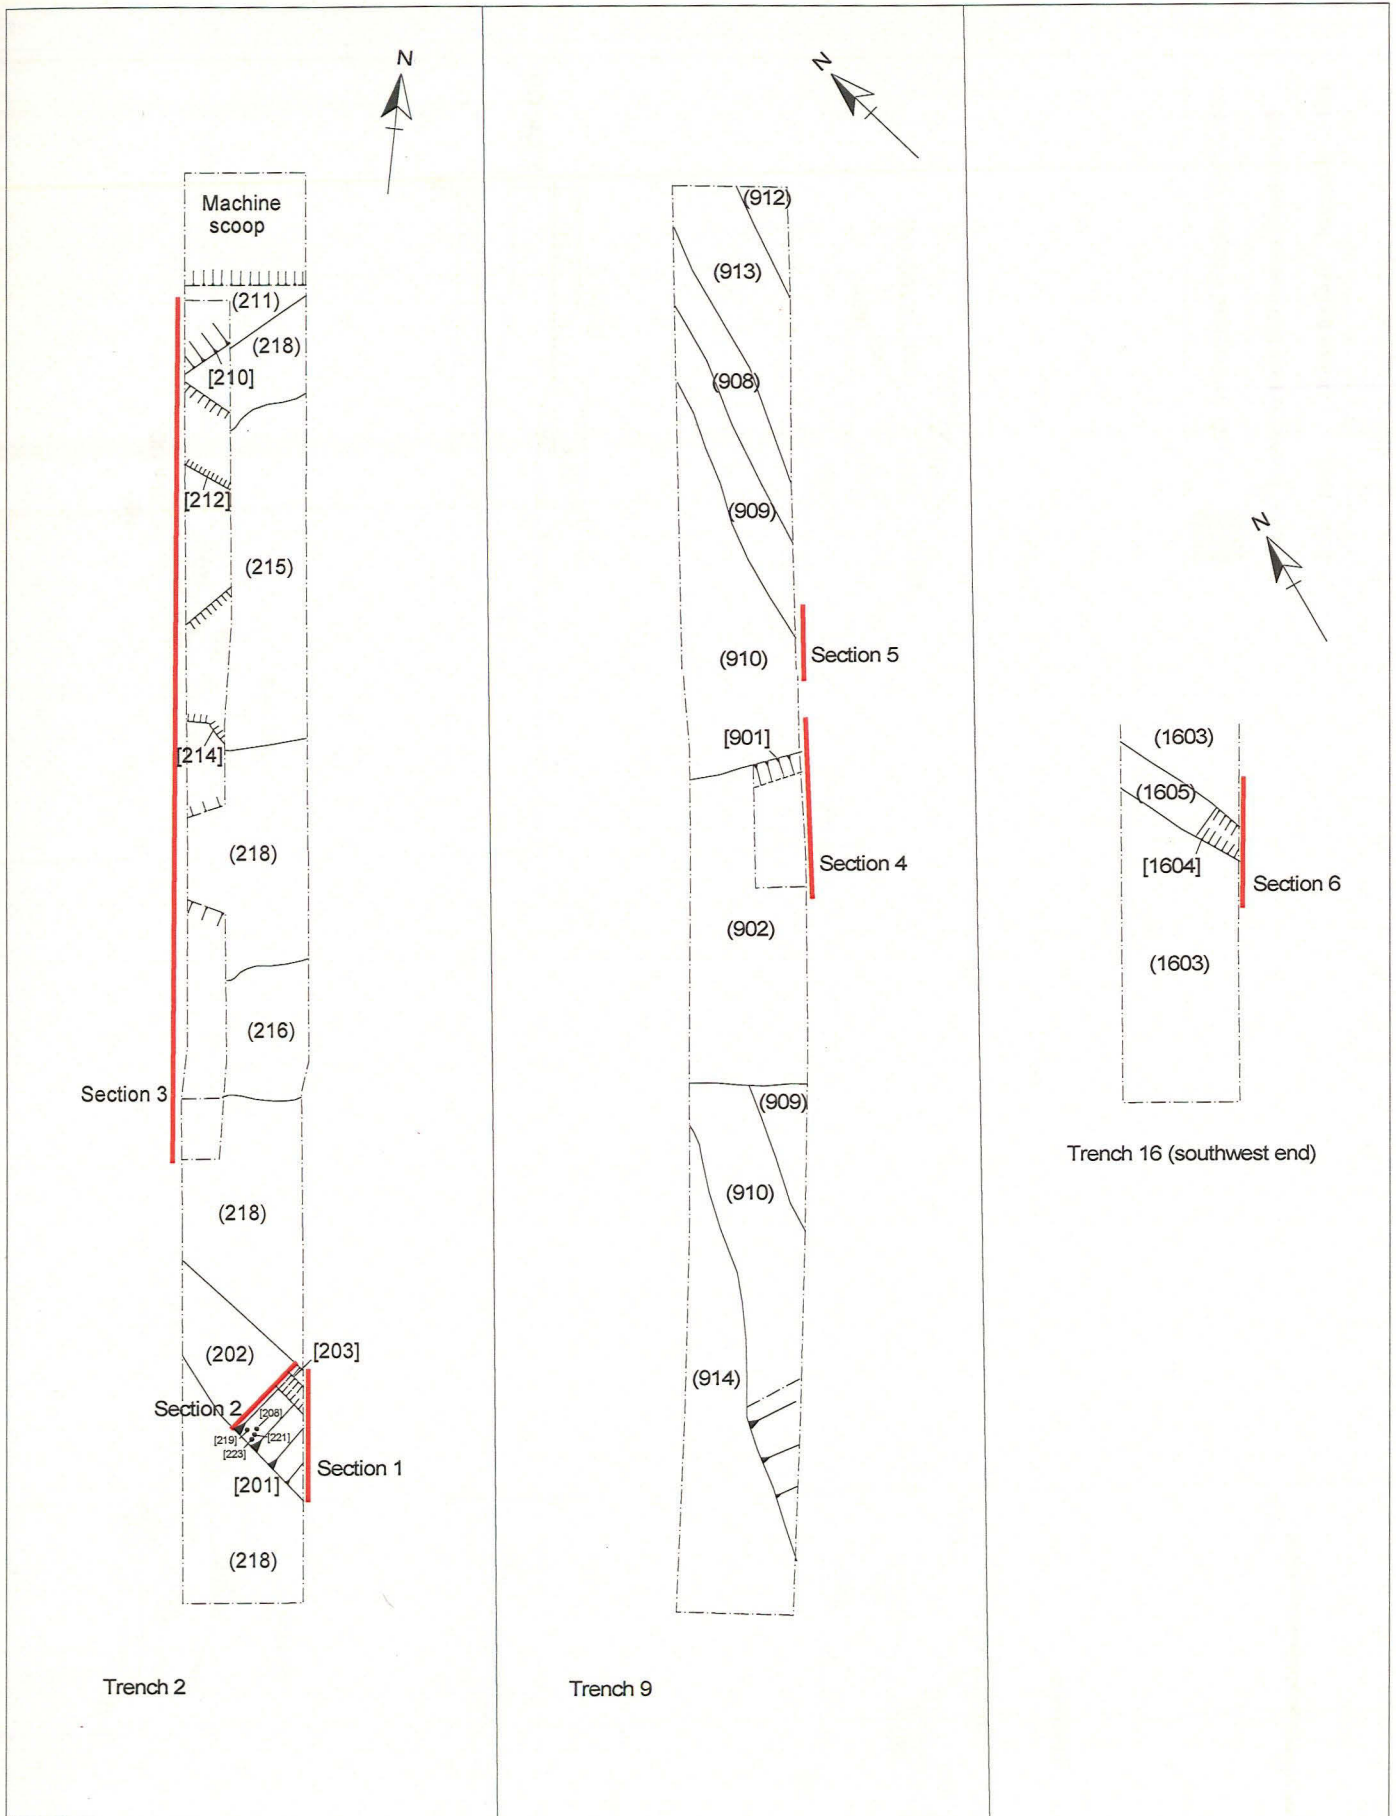 N
Machine
scoop
(211)
(218)
[210]
[212]
(215)
[214]
(218)
(216)
Section 3
(218)
(202)
[203]
Section 2
[208]
[219]
[221]
[223]
[201]
Section 1
(218)
Trench 2
N
(912)
(913)
(908)
(909)
(910)
Section 5
[901]
Section 4
(902)
(909)
(910)
(914)
Trench 9
N
(1603)
(1605)
[1604]
Section 6
(1603)
Trench 16 (southwest end)